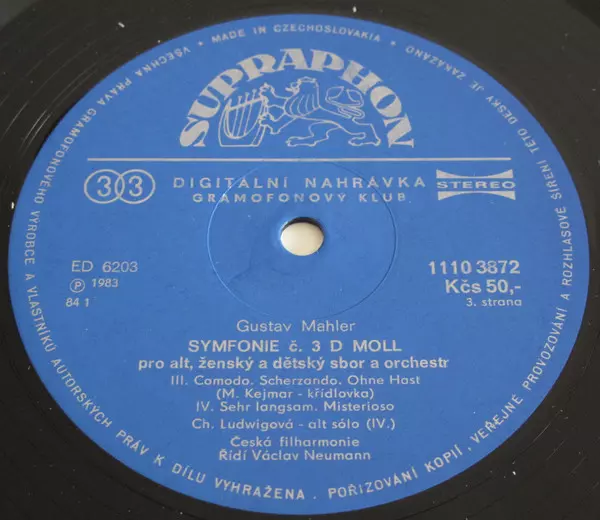 MADE IN CZECHOSLOVAKIA
SUPRAPHON
33 DIGITÁLNÍ NAHRÁVKA STEREO
GRAMOFONOVÝ KLUB
ED 6203
℗ 1983
84 1
1110 3872
Kčs 50,-
3. strana
Gustav Mahler
SYMFONIE č. 3 D MOLL
pro alt, ženský a dětský sbor a orchestr
III. Comodo. Scherzando. Ohne Hast
(M. Kejmar - křídlovka)
IV. Sehr langsam. Misterioso
Ch. Ludwigová - alt sólo (IV.)
Česká filharmonie
Řídí Václav Neumann
VŠECHNA PRÁVA GRAMOFONOVÉHO VÝROBCE A VLASTNÍKŮ AUTORSKÝCH PRÁV K DÍLU VYHRAŽENA. POŘIZOVÁNÍ KOPIÍ, VEŘEJNÉ PROVOZOVÁNÍ A ROZHLASOVÉ ŠÍŘENÍ TÉTO DESKY JE ZAKÁZÁNO